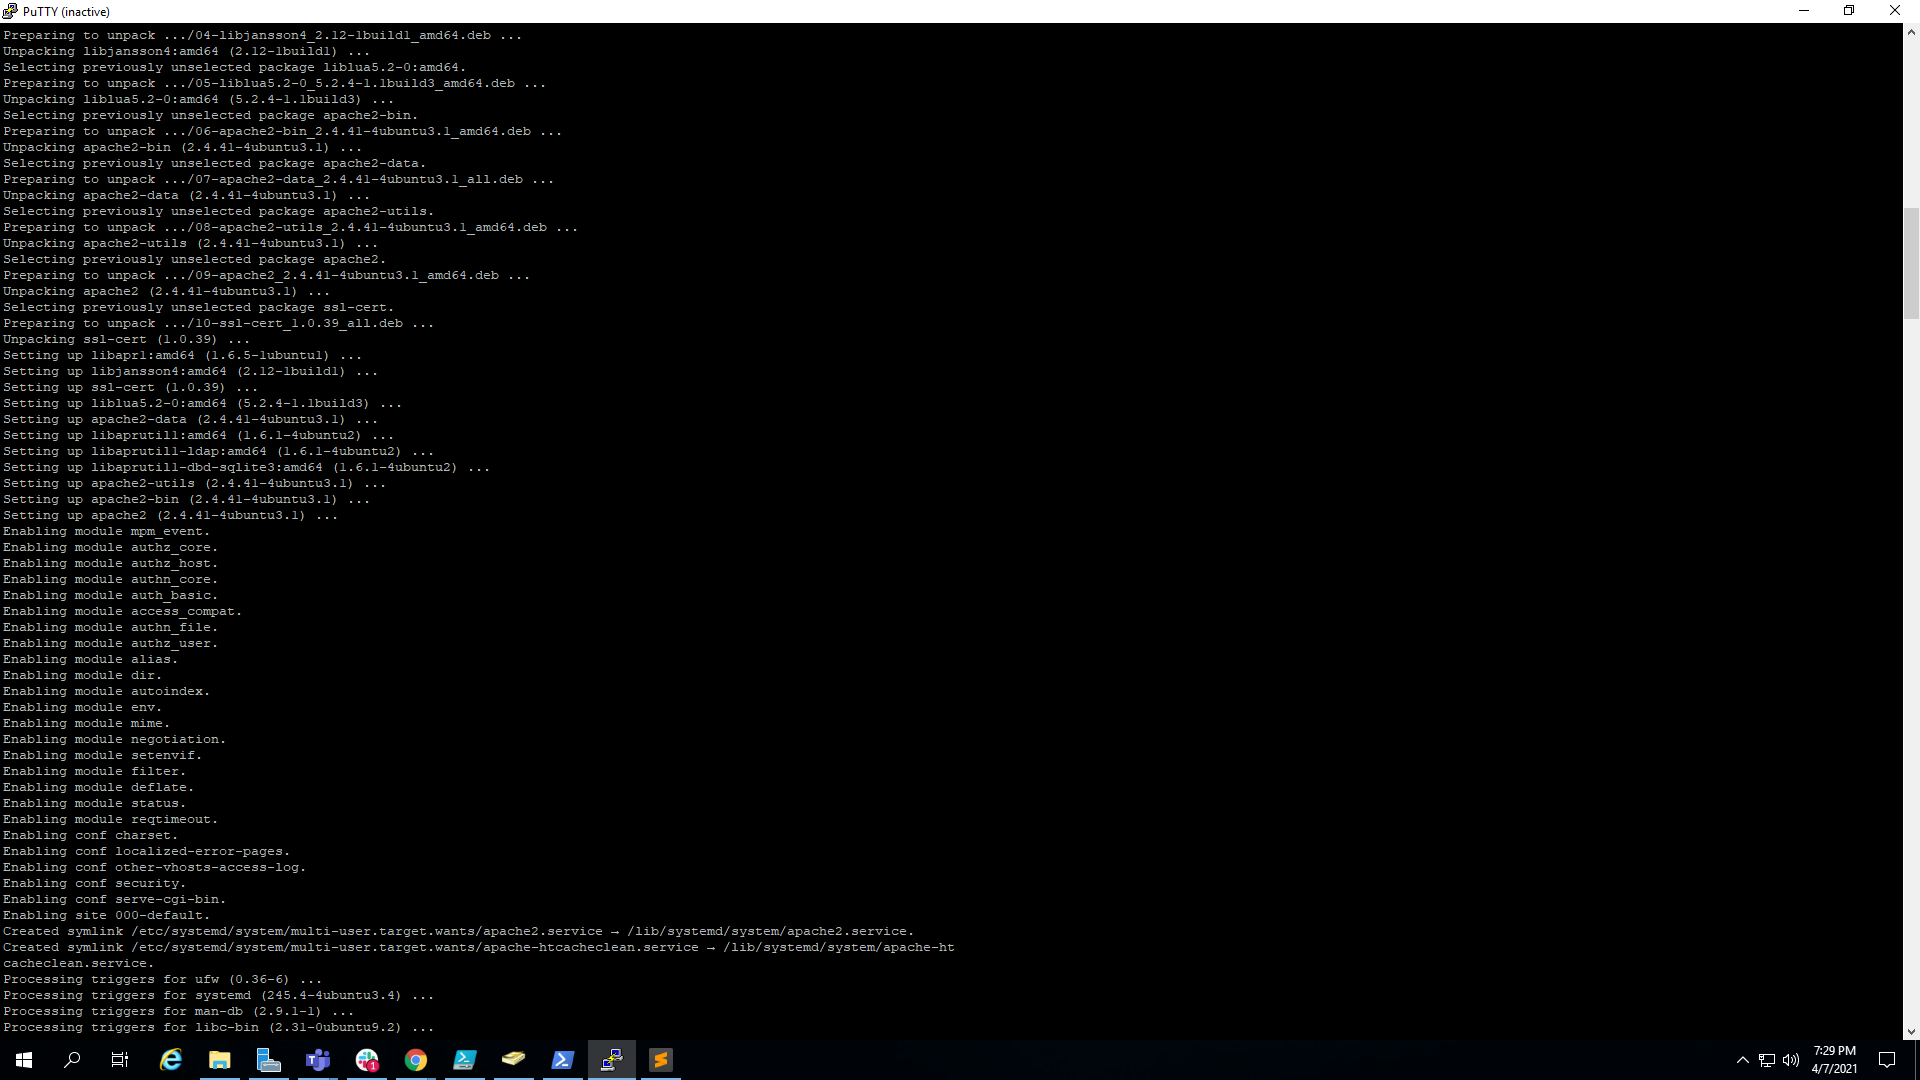 PuTTY (inactive)
Preparing to unpack .../04-libjansson4_2.12-1build1_amd64.deb ...
Unpacking libjansson4:amd64 (2.12-1build1) ...
Selecting previously unselected package liblua5.2-0:amd64.
Preparing to unpack .../05-liblua5.2-0_5.2.4-1.1build3_amd64.deb ...
Unpacking liblua5.2-0:amd64 (5.2.4-1.1build3) ...
Selecting previously unselected package apache2-bin.
Preparing to unpack .../06-apache2-bin_2.4.41-4ubuntu3.1_amd64.deb ...
Unpacking apache2-bin (2.4.41-4ubuntu3.1) ...
Selecting previously unselected package apache2-data.
Preparing to unpack .../07-apache2-data_2.4.41-4ubuntu3.1_all.deb ...
Unpacking apache2-data (2.4.41-4ubuntu3.1) ...
Selecting previously unselected package apache2-utils.
Preparing to unpack .../08-apache2-utils_2.4.41-4ubuntu3.1_amd64.deb ...
Unpacking apache2-utils (2.4.41-4ubuntu3.1) ...
Selecting previously unselected package apache2.
Preparing to unpack .../09-apache2_2.4.41-4ubuntu3.1_amd64.deb ...
Unpacking apache2 (2.4.41-4ubuntu3.1) ...
Selecting previously unselected package ssl-cert.
Preparing to unpack .../10-ssl-cert_1.0.39_all.deb ...
Unpacking ssl-cert (1.0.39) ...
Setting up libapr1:amd64 (1.6.5-1ubuntu1) ...
Setting up libjansson4:amd64 (2.12-1build1) ...
Setting up ssl-cert (1.0.39) ...
Setting up liblua5.2-0:amd64 (5.2.4-1.1build3) ...
Setting up apache2-data (2.4.41-4ubuntu3.1) ...
Setting up libaprutil1:amd64 (1.6.1-4ubuntu2) ...
Setting up libaprutil1-ldap:amd64 (1.6.1-4ubuntu2) ...
Setting up libaprutil1-dbd-sqlite3:amd64 (1.6.1-4ubuntu2) ...
Setting up apache2-utils (2.4.41-4ubuntu3.1) ...
Setting up apache2-bin (2.4.41-4ubuntu3.1) ...
Setting up apache2 (2.4.41-4ubuntu3.1) ...
Enabling module mpm_event.
Enabling module authz_core.
Enabling module authz_host.
Enabling module authn_core.
Enabling module auth_basic.
Enabling module access_compat.
Enabling module authn_file.
Enabling module authz_user.
Enabling module alias.
Enabling module dir.
Enabling module autoindex.
Enabling module env.
Enabling module mime.
Enabling module negotiation.
Enabling module setenvif.
Enabling module filter.
Enabling module deflate.
Enabling module status.
Enabling module reqtimeout.
Enabling conf charset.
Enabling conf localized-error-pages.
Enabling conf other-vhosts-access-log.
Enabling conf security.
Enabling conf serve-cgi-bin.
Enabling site 000-default.
Created symlink /etc/systemd/system/multi-user.target.wants/apache2.service → /lib/systemd/system/apache2.service.
Created symlink /etc/systemd/system/multi-user.target.wants/apache-htcacheclean.service → /lib/systemd/system/apache-ht
cacheclean.service.
Processing triggers for ufw (0.36-6) ...
Processing triggers for systemd (245.4-4ubuntu3.4) ...
Processing triggers for man-db (2.9.1-1) ...
Processing triggers for libc-bin (2.31-0ubuntu9.2) ...
1
7:29 PM
4/7/2021